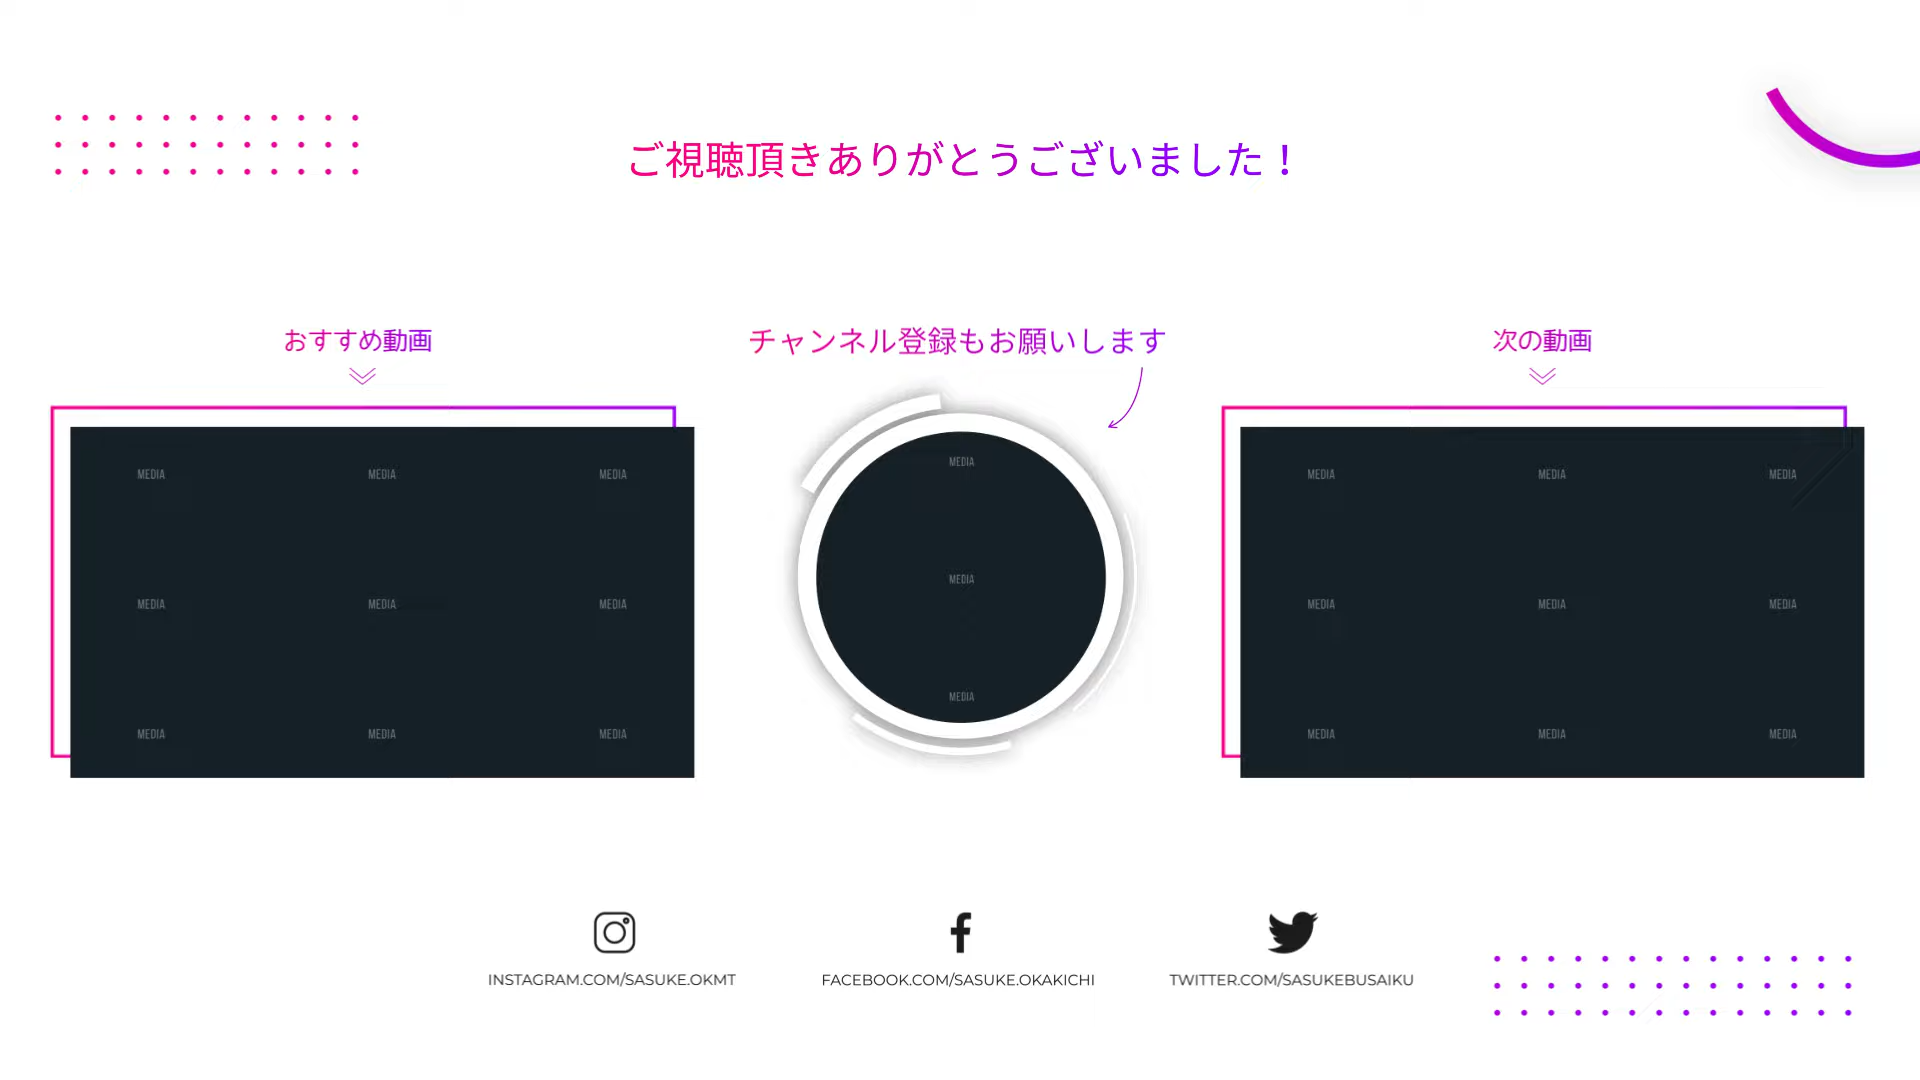 ご視聴頂きありがとうございました！
おすすめ動画
チャンネル登録もお願いします
次の動画
MEDIA MEDIA MEDIA
MEDIA MEDIA MEDIA
MEDIA MEDIA MEDIA
MEDIA
MEDIA
MEDIA
MEDIA MEDIA MEDIA
MEDIA MEDIA MEDIA
MEDIA MEDIA MEDIA
INSTAGRAM.COM/SASUKE.OKMT
FACEBOOK.COM/SASUKE.OKAKICHI
TWITTER.COM/SASUKEBUSAIKU